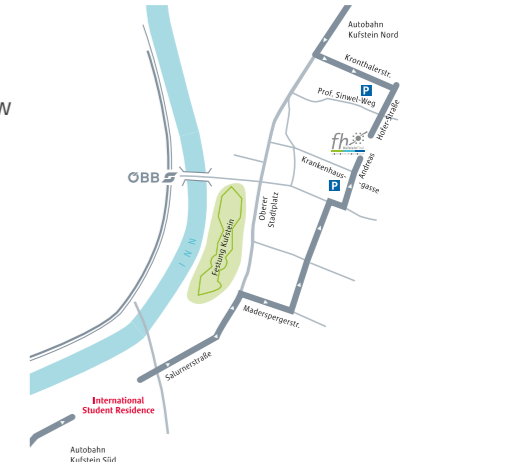 Autobahn
Kufstein Nord
Kronthalerstr.
P
Prof. Sinwel-Weg
W
Hofer-Straße
fh
Andreas
Krankenhaus-
-gasse
P
ÖBB
Oberer
Stadtplatz
Festung Kufstein
INN
Maderspergerstr.
Salurnerstraße
International
Student Residence
Autobahn
Kufstein Süd